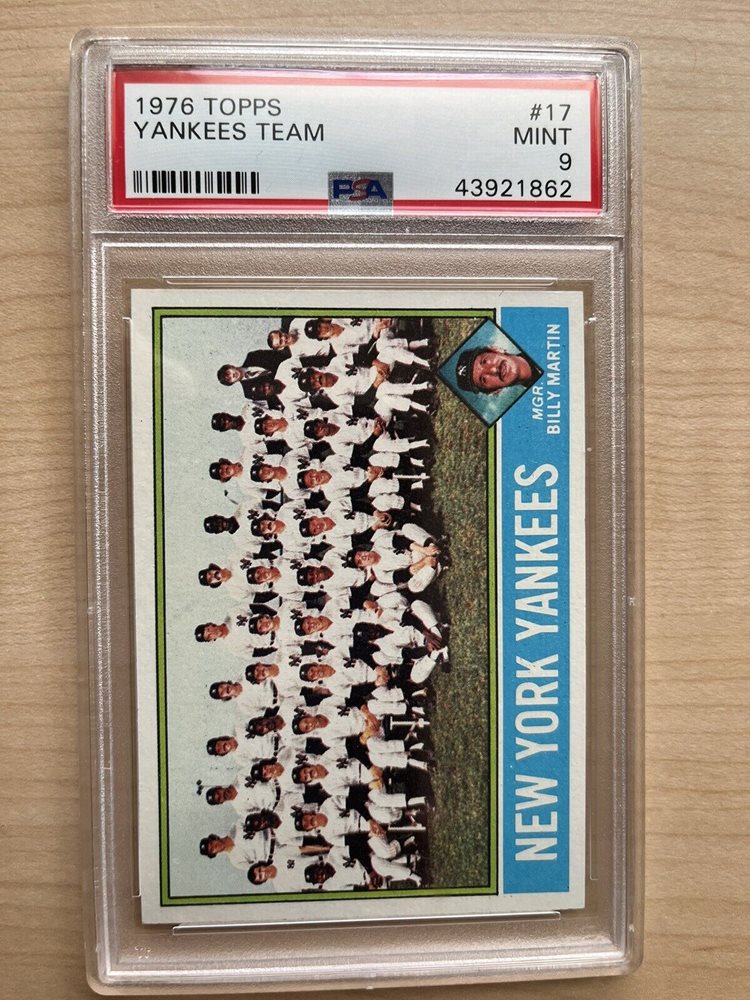 1976 TOPPS
#17
YANKEES TEAM
MINT
9
PSA
43921862
MGR.
BILLY MARTIN
NEW YORK YANKEES